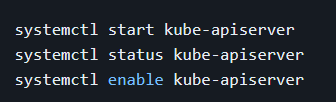 systemctl start kube-apiserver
systemctl status kube-apiserver
systemctl enable kube-apiserver